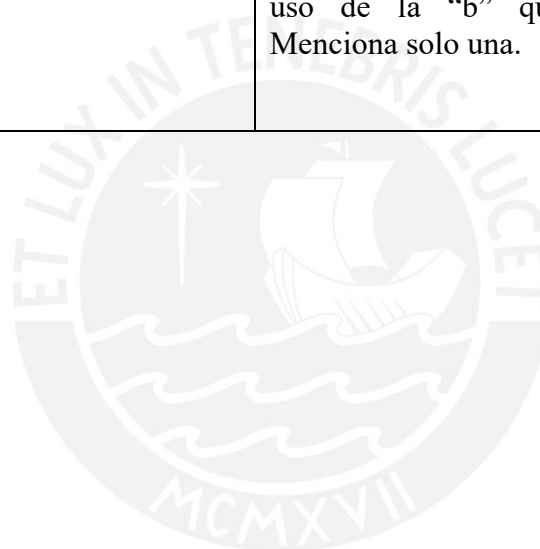 uso de la “b”
Menciona solo una.
ET LUX IN TENEBRIS LUCET
MCMXVII